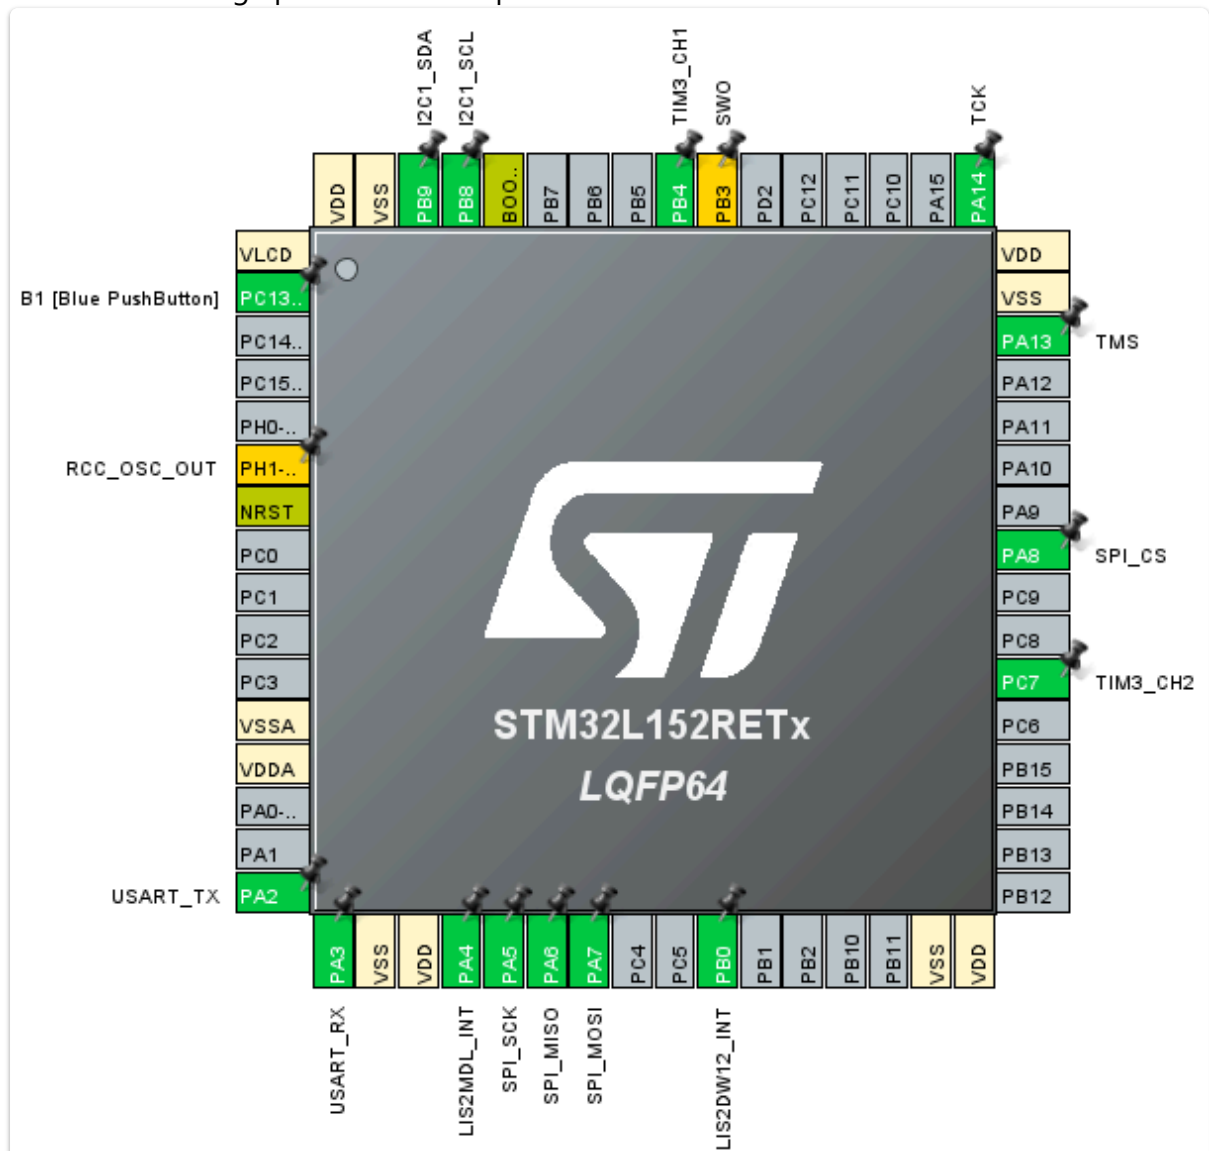 I2C1_SDA
I2C1_SCL
TIM3_CH1
SWO
TCK
VDD
VSS
PB9
PB8
BOO..
PB7
PB6
PB5
PB4
PB3
PD2
PC12
PC11
PC10
PA15
PA14
VLCD
B1 [Blue PushButton]
PC13..
PC14..
PC15..
PH0-..
RCC_OSC_OUT
PH1-..
NRST
PC0
PC1
PC2
PC3
VSSA
VDDA
PA0-..
PA1
USART_TX
PA2
ST
STM32L152RETx
LQFP64
VDD
VSS
PA13
TMS
PA12
PA11
PA10
PA9
PA8
SPI_CS
PC9
PC8
PC7
TIM3_CH2
PC6
PB15
PB14
PB13
PB12
PA3
VSS
VDD
PA4
PA5
PA6
PA7
PC4
PC5
PB0
PB1
PB2
PB10
PB11
VSS
VDD
USART_RX
LIS2MDL_INT
SPI_SCK
SPI_MISO
SPI_MOSI
LIS2DW12_INT